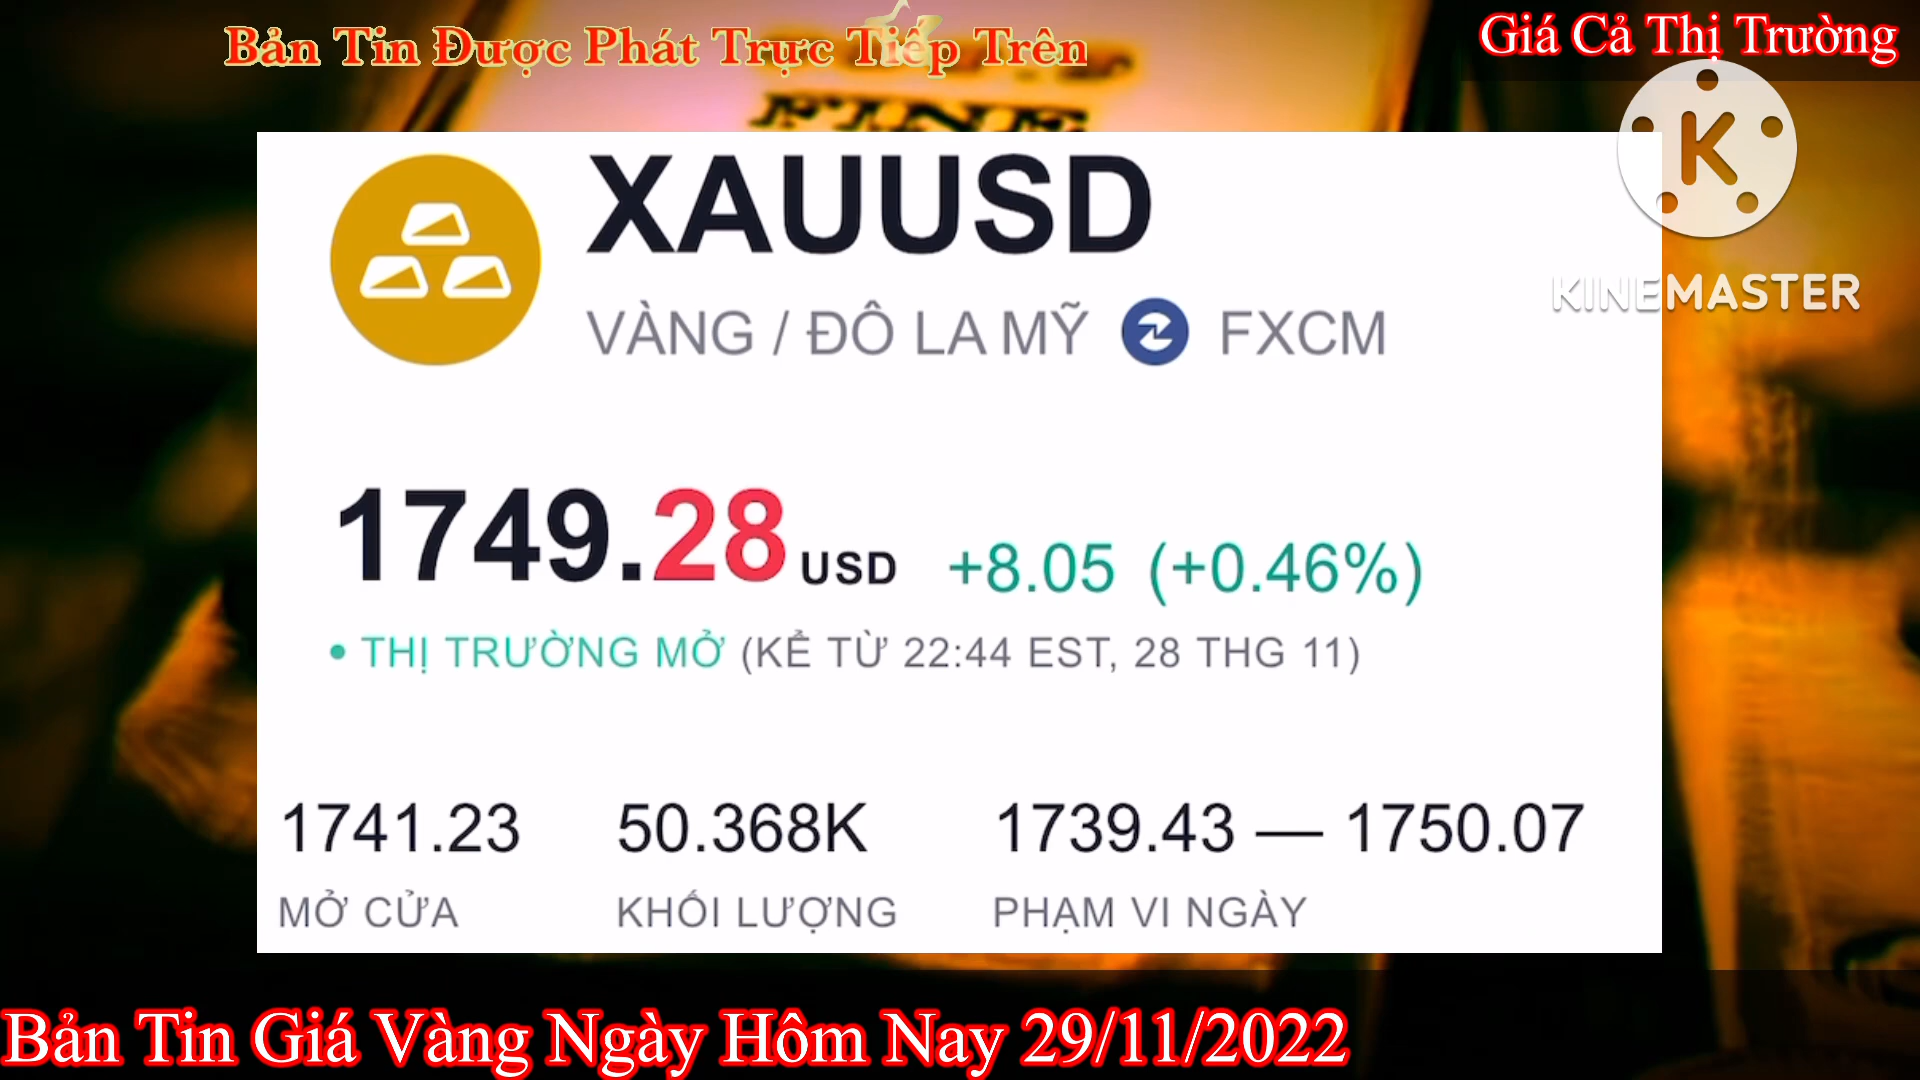 Bản Tin Được Phát Trực Tiếp Trên
Giá Cả Thị Trường
FINE
K
KINEMASTER
XAUUSD
VÀNG / ĐÔ LA MỸ FXCM
1749.28 USD +8.05 (+0.46%)
• THỊ TRƯỜNG MỞ (KỂ TỪ 22:44 EST, 28 THG 11)
1741.23 50.368K 1739.43 — 1750.07
MỞ CỬA KHỐI LƯỢNG PHẠM VI NGÀY
Bản Tin Giá Vàng Ngày Hôm Nay 29/11/2022